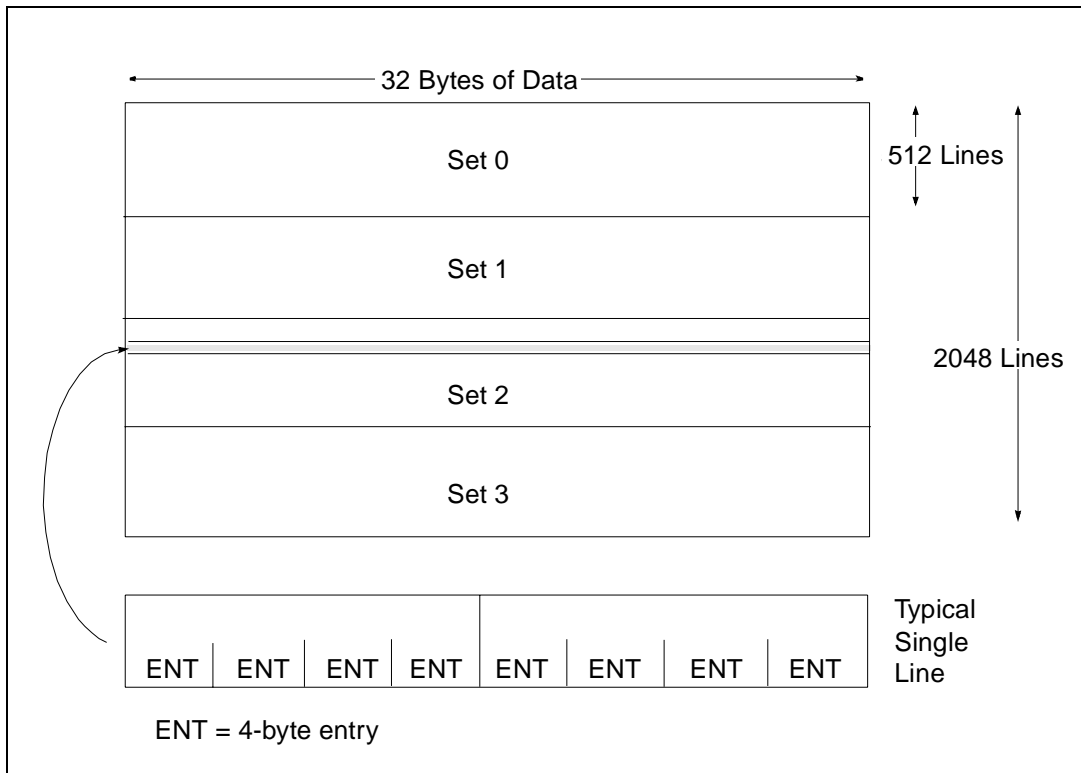 32 Bytes of Data
Set 0
512 Lines
Set 1
2048 Lines
Set 2
Set 3
Typical
Single
Line
ENT ENT ENT ENT ENT ENT ENT ENT
ENT = 4-byte entry